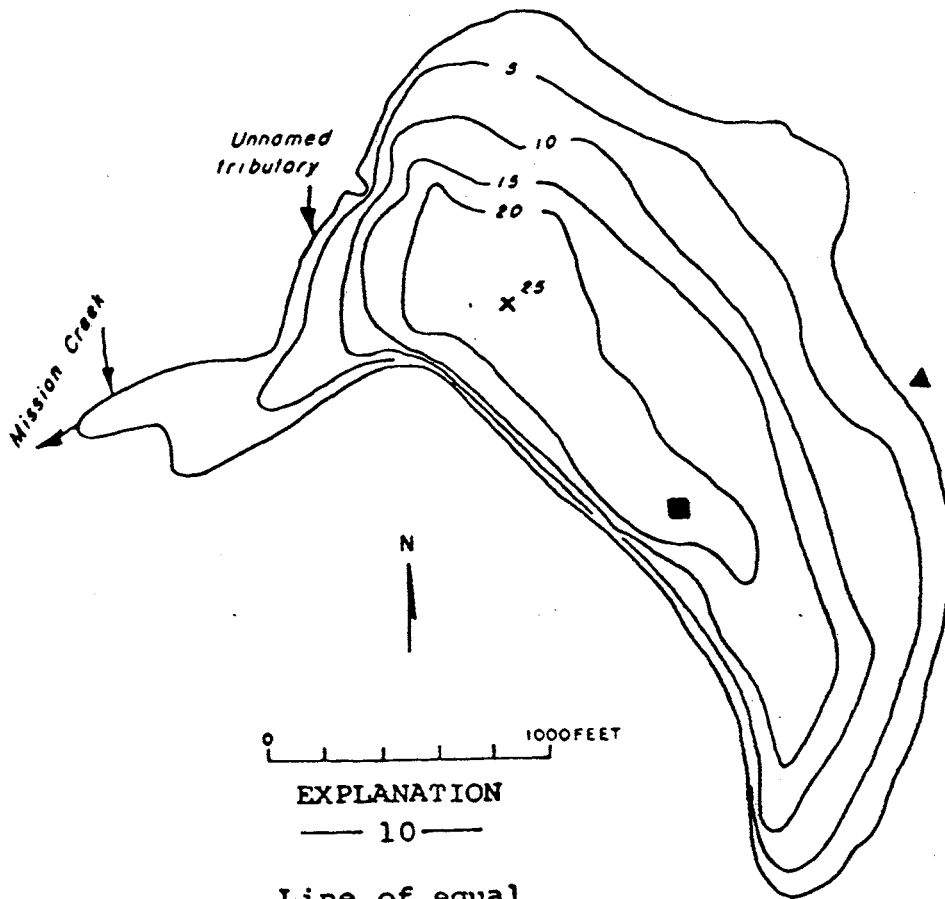 5
10
15
20
x 25
Unnamed
tributary
Mission Creek
N
0 1000 FEET
EXPLANATION
10
Line of equal